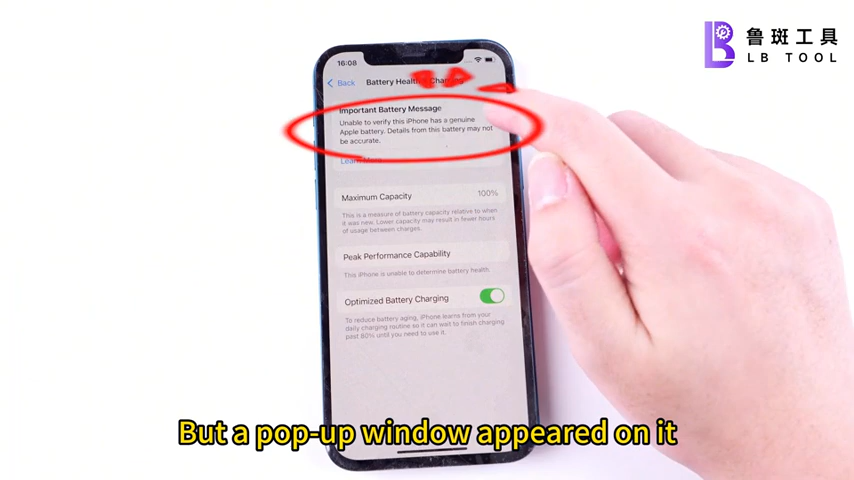 鲁班工具
LB TOOL
16:08
Back
Battery Health
Important Battery Message
Unable to verify this iPhone has a genuine
Apple battery. Details from this battery may not
be accurate.
Learn More
Maximum Capacity
100%
This is a measure of battery capacity relative to when
it was new. Lower capacity may result in fewer hours
of usage between charges.
Peak Performance Capability
This iPhone is unable to determine battery health.
Optimized Battery Charging
To reduce battery aging, iPhone learns from your
daily charging routine so it can wait to finish charging
past 80% until you need to use it.
But a pop-up window appeared on it